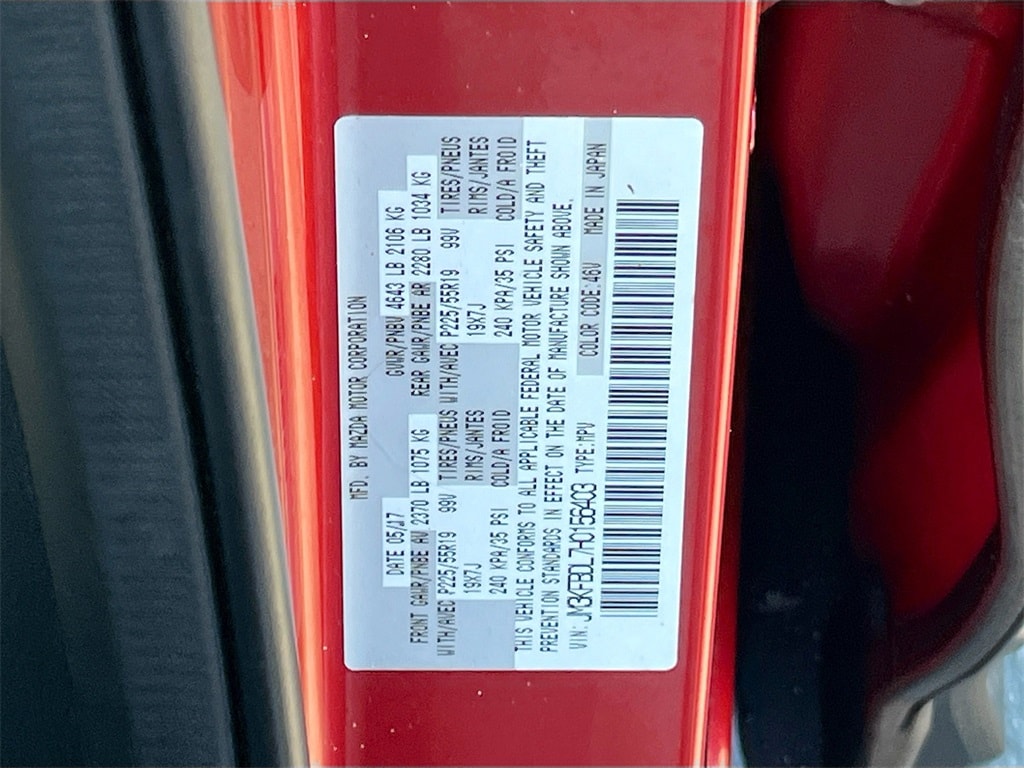 MFD. BY MAZDA MOTOR CORPORATION
DATE 05/17 GVWR/PNBV 4643 LB 2106 KG
FRONT GAWR/PNBE AV 2370 LB 1075 KG REAR GAWR/PNBE AR 2280 LB 1034 KG
WITH/AVEC P225/55R19 99V TIRES/PNEUS WITH/AVEC P225/55R19 99V TIRES/PNEUS
19X7J RIMS/JANTES 19X7J RIMS/JANTES
240 KPA/35 PSI COLD/A FROID 240 KPA/35 PSI COLD/A FROID
THIS VEHICLE CONFORMS TO ALL APPLICABLE FEDERAL MOTOR VEHICLE SAFETY AND THEFT
PREVENTION STANDARDS IN EFFECT ON THE DATE OF MANUFACTURE SHOWN ABOVE.
VIN: JM3KFBDL7H0156403 TYPE:MPV COLOR CODE:46V MADE IN JAPAN